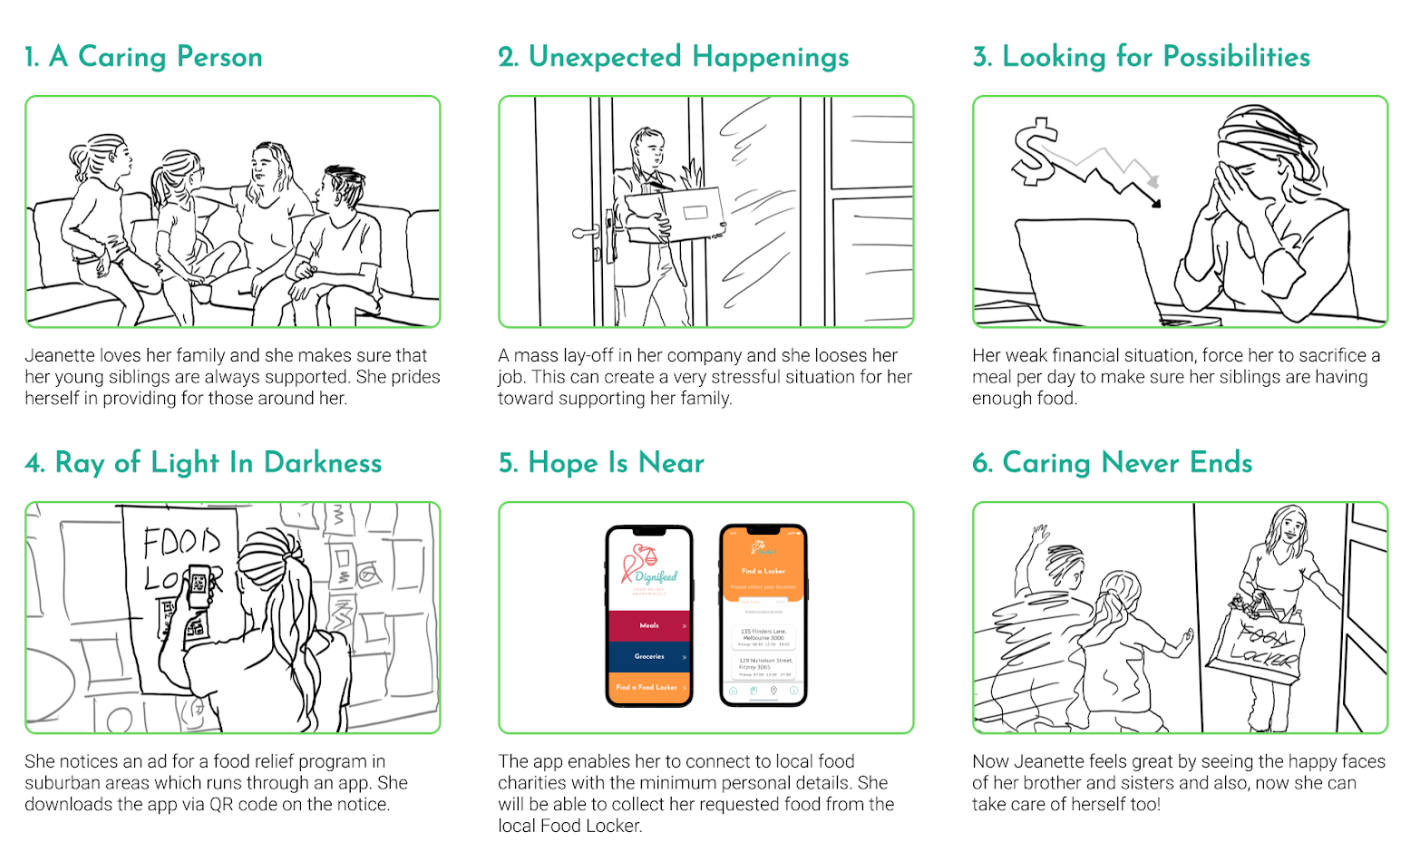 1. A Caring Person
Jeanette loves her family and she makes sure that
her young siblings are always supported. She prides
herself in providing for those around her.
2. Unexpected Happenings
A mass lay-off in her company and she looses her
job. This can create a very stressful situation for her
toward supporting her family.
3. Looking for Possibilities
$
Her weak financial situation, force her to sacrifice a
meal per day to make sure her siblings are having
enough food.
4. Ray of Light In Darkness
FOOD
LO
She notices an ad for a food relief program in
suburban areas which runs through an app. She
downloads the app via QR code on the notice.
5. Hope Is Near
Dignifeed
Meals
Groceries
Find a Food Locker
Find a Locker
Please select your location
135 Flinders Lane,
Melbourne 3000
129 Nicholson Street,
Fitzroy 3065
The app enables her to connect to local food
charities with the minimum personal details. She
will be able to collect her requested food from the
local Food Locker.
6. Caring Never Ends
FOOD
LOCKER
Now Jeanette feels great by seeing the happy faces
of her brother and sisters and also, now she can
take care of herself too!